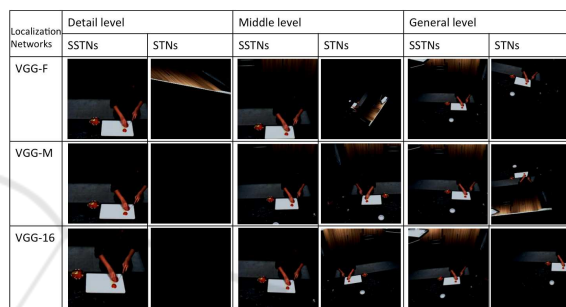 Localization Networks
Detail level
Middle level
General level
SSTNs
STNs
SSTNs
STNs
SSTNs
STNs
VGG-F
VGG-M
VGG-16